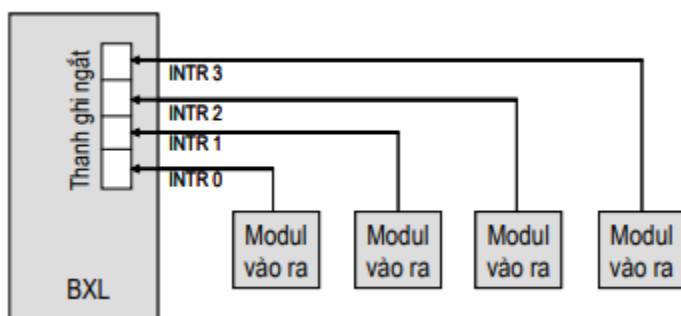 Thanh ghi ngắt
INTR 3
INTR 2
INTR 1
INTR 0
Modul
vào ra
Modul
vào ra
Modul
vào ra
Modul
vào ra
BXL